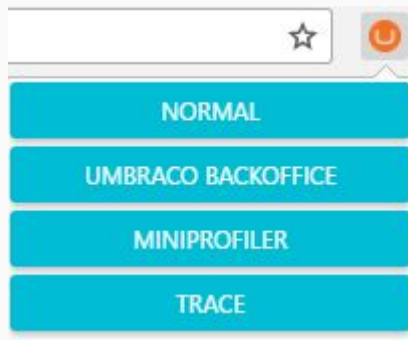 NORMAL
UMBRACO BACKOFFICE
MINIPROFILER
TRACE